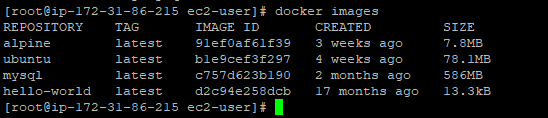 [root@ip-172-31-86-215 ec2-user]# docker images
REPOSITORY    TAG       IMAGE ID       CREATED         SIZE
alpine        latest    91ef0af61f39   3 weeks ago     7.8MB
ubuntu        latest    b1e9cef3f297   4 weeks ago     78.1MB
mysql         latest    c757d623b190   2 months ago    586MB
hello-world   latest    d2c94e258dcb   17 months ago   13.3kB
[root@ip-172-31-86-215 ec2-user]#